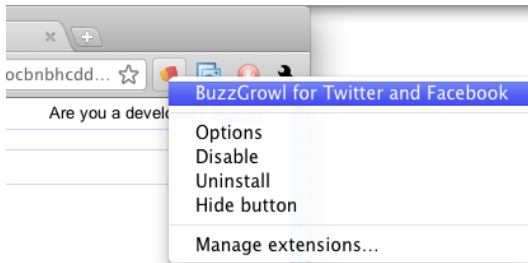 ocbnbhcdd...
Are you a develo
BuzzGrowl for Twitter and Facebook
Options
Disable
Uninstall
Hide button
Manage extensions...